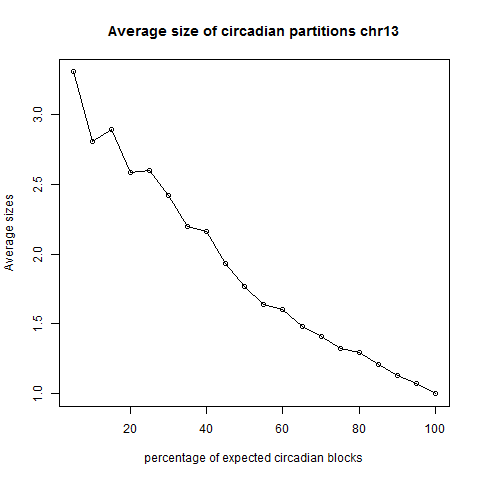 Average size of circadian partitions chr13
Average sizes
3.0
2.5
2.0
1.5
1.0
20 40 60 80 100
percentage of expected circadian blocks